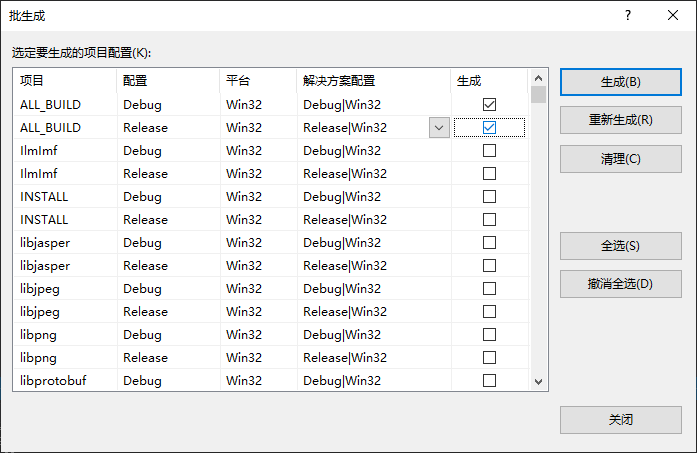 批生成
选定要生成的项目配置(K):
项目 配置 平台 解决方案配置 生成
ALL_BUILD Debug Win32 Debug|Win32
ALL_BUILD Release Win32 Release|Win32
IlmImf Debug Win32 Debug|Win32
IlmImf Release Win32 Release|Win32
INSTALL Debug Win32 Debug|Win32
INSTALL Release Win32 Release|Win32
libjasper Debug Win32 Debug|Win32
libjasper Release Win32 Release|Win32
libjpeg Debug Win32 Debug|Win32
libjpeg Release Win32 Release|Win32
libpng Debug Win32 Debug|Win32
libpng Release Win32 Release|Win32
libprotobuf Debug Win32 Debug|Win32
生成(B)
重新生成(R)
清理(C)
全选(S)
撤消全选(D)
关闭